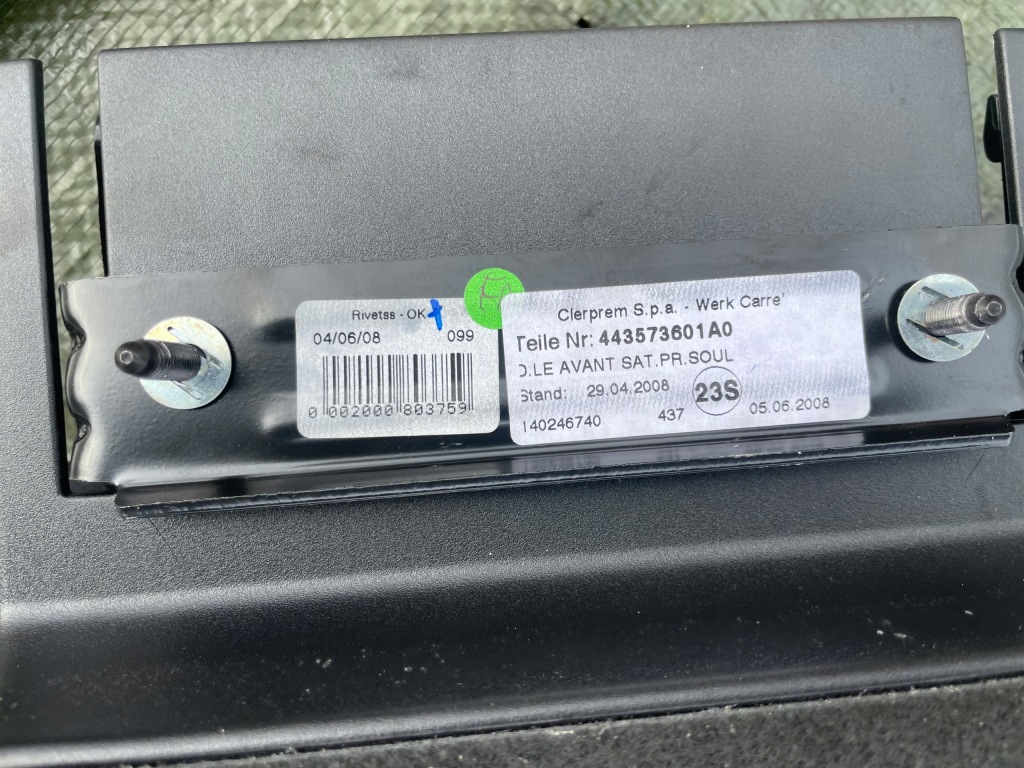 Rivetss - OK
04/06/08 099
0 002000 803759
Clerprem S.p.a. - Werk Carre'
Teile Nr: 443573601A0
D.LE AVANT SAT.PR.SOUL
Stand: 29.04.2008 23S
140246740 437 05.06.2008